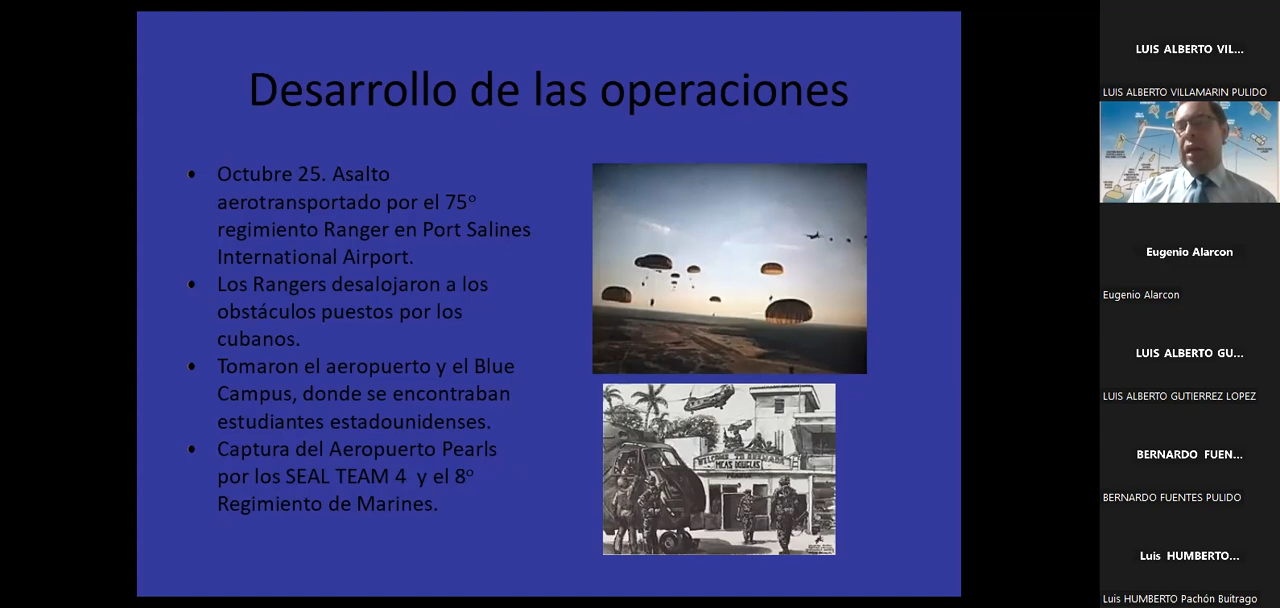 Desarrollo de las operaciones
• Octubre 25. Asalto
aerotransportado por el 75º
regimiento Ranger en Port Salines
International Airport.
• Los Rangers desalojaron a los
obstáculos puestos por los
cubanos.
• Tomaron el aeropuerto y el Blue
Campus, donde se encontraban
estudiantes estadounidenses.
• Captura del Aeropuerto Pearls
por los SEAL TEAM 4 y el 8º
Regimiento de Marines.
WELCOME TO
MCAS DOUGLAS
LUIS ALBERTO VIL...
LUIS ALBERTO VILLAMARIN PULIDO
Eugenio Alarcon
Eugenio Alarcon
LUIS ALBERTO GU...
LUIS ALBERTO GUTIERREZ LOPEZ
BERNARDO FUEN...
BERNARDO FUENTES PULIDO
Luis HUMBERTO...
Luis HUMBERTO Pachón Buitrago